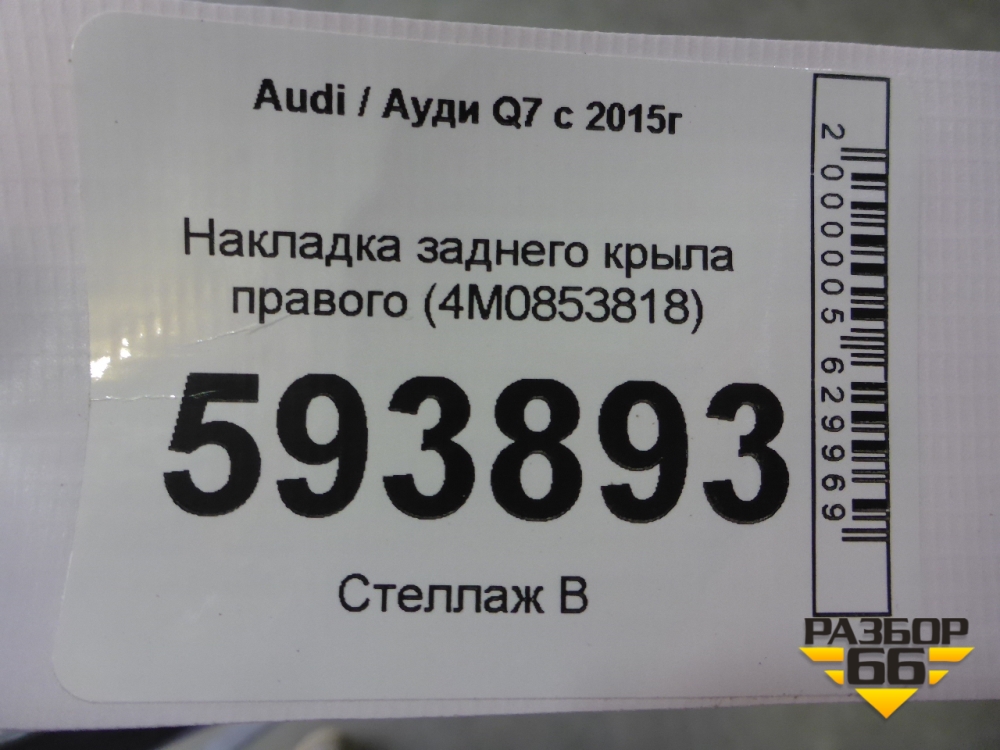 Audi / Ауди Q7 с 2015г
Накладка заднего крыла
правого (4M0853818)
593893
Стеллаж В
2000005629969
РАЗБОР
66